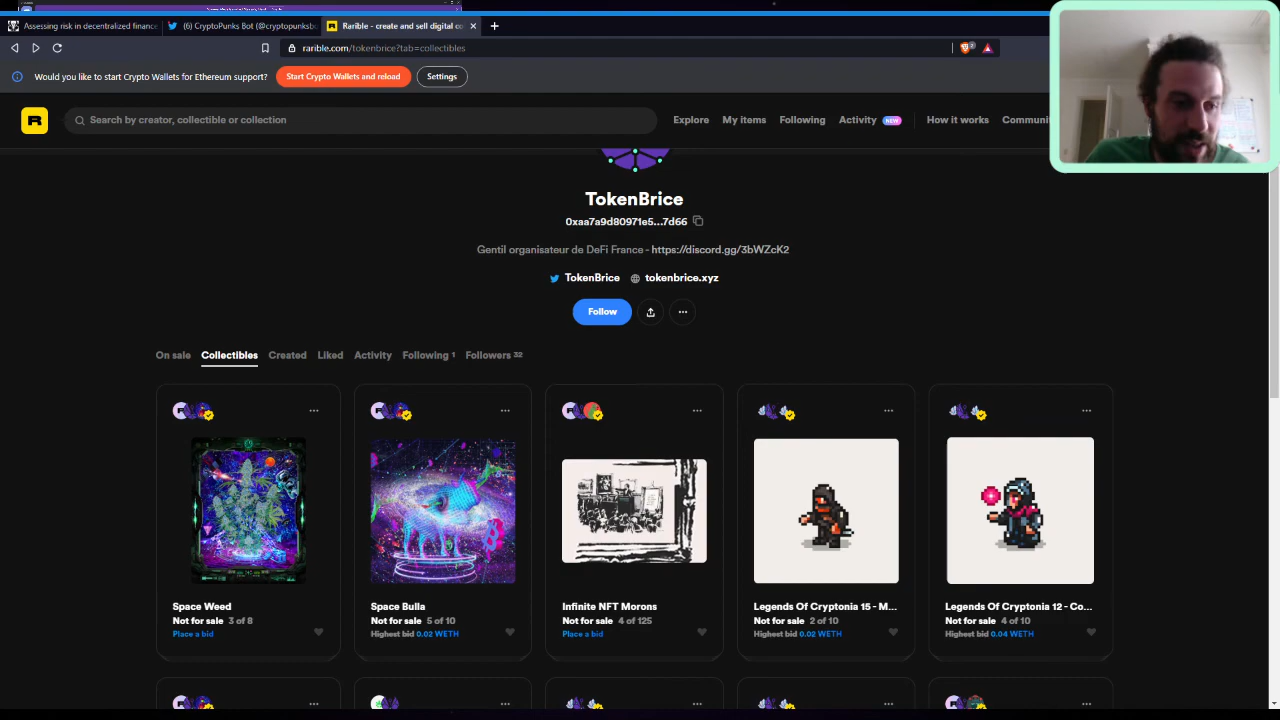 Assessing risk in decentralized finance
(6) CryptoPunks Bot (@cryptopunksbo
Rarible - create and sell digital co
rarible.com/tokenbrice?tab=collectibles
Would you like to start Crypto Wallets for Ethereum support?
Start Crypto Wallets and reload
Settings
R
Search by creator, collectible or collection
Explore
My items
Following
Activity NEW
How it works
Communi
TokenBrice
0xaa7a9d80971e5...7d66
Gentil organisateur de DeFi France - https://discord.gg/3bWZcK2
TokenBrice
tokenbrice.xyz
Follow
On sale
Collectibles
Created
Liked
Activity
Following 1
Followers 32
Space Weed
Not for sale 3 of 8
Place a bid
Space Bulla
Not for sale 5 of 10
Highest bid 0.02 WETH
Infinite NFT Morons
Not for sale 4 of 125
Place a bid
Legends Of Cryptonia 15 - M...
Not for sale 2 of 10
Highest bid 0.02 WETH
Legends Of Cryptonia 12 - Co...
Not for sale 4 of 10
Highest bid 0.04 WETH